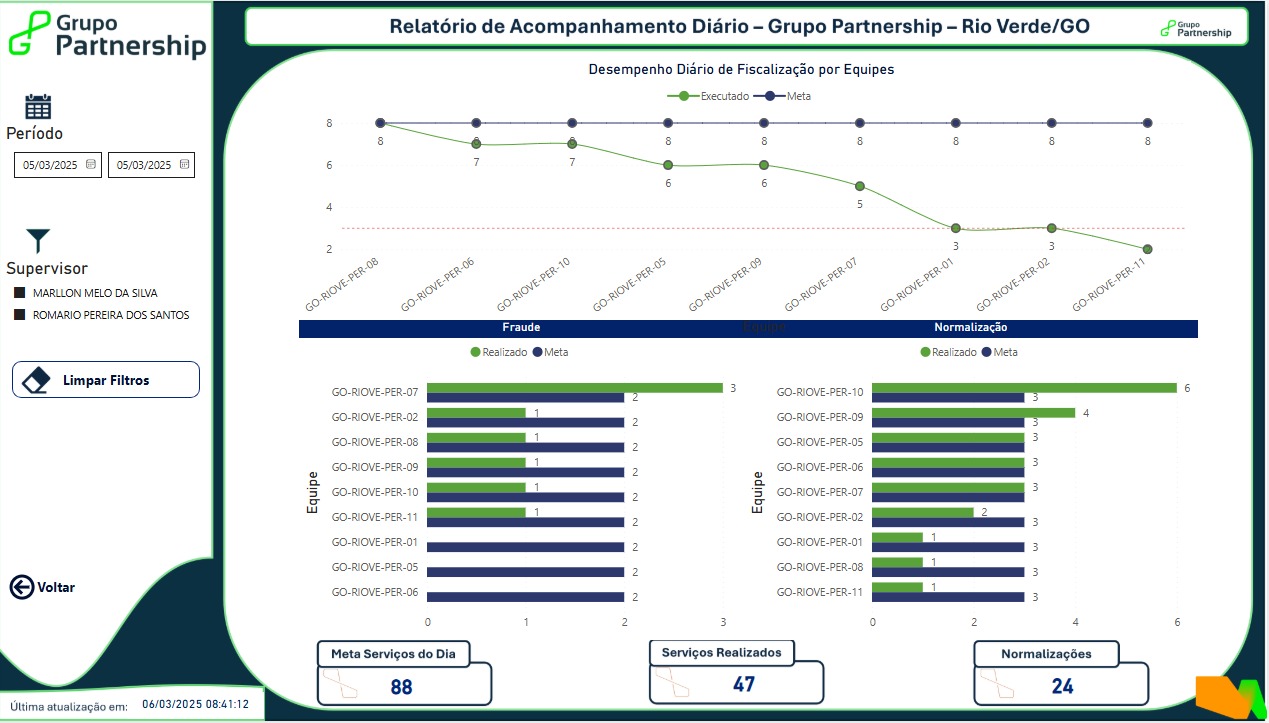 Grupo
Partnership
Relatório de Acompanhamento Diário – Grupo Partnership – Rio Verde/GO
Grupo
Partnership
Período
05/03/2025
05/03/2025
Supervisor
MARLLON MELO DA SILVA
ROMARIO PEREIRA DOS SANTOS
Limpar Filtros
Voltar
Última atualização em: 06/03/2025 08:41:12
Desempenho Diário de Fiscalização por Equipes
Executado Meta
8
6
4
2
8 8 8 8 8 8 8 8 8
7 7 6 6 5 3 3
GO-RIOVE-PER-08 GO-RIOVE-PER-06 GO-RIOVE-PER-10 GO-RIOVE-PER-05 GO-RIOVE-PER-09 GO-RIOVE-PER-07 GO-RIOVE-PER-01 GO-RIOVE-PER-02 GO-RIOVE-PER-11
Equipe
Fraude
Realizado Meta
Equipe
GO-RIOVE-PER-07 3 2
GO-RIOVE-PER-02 1 2
GO-RIOVE-PER-08 1 2
GO-RIOVE-PER-09 1 2
GO-RIOVE-PER-10 1 2
GO-RIOVE-PER-11 1 2
GO-RIOVE-PER-01 2
GO-RIOVE-PER-05 2
GO-RIOVE-PER-06 2
0 1 2 3
Normalização
Realizado Meta
Equipe
GO-RIOVE-PER-10 6 3
GO-RIOVE-PER-09 4 3
GO-RIOVE-PER-05 3
GO-RIOVE-PER-06 3
GO-RIOVE-PER-07 3
GO-RIOVE-PER-02 2 3
GO-RIOVE-PER-01 1 3
GO-RIOVE-PER-08 1 3
GO-RIOVE-PER-11 1 3
0 2 4 6
Meta Serviços do Dia
88
Serviços Realizados
47
Normalizações
24